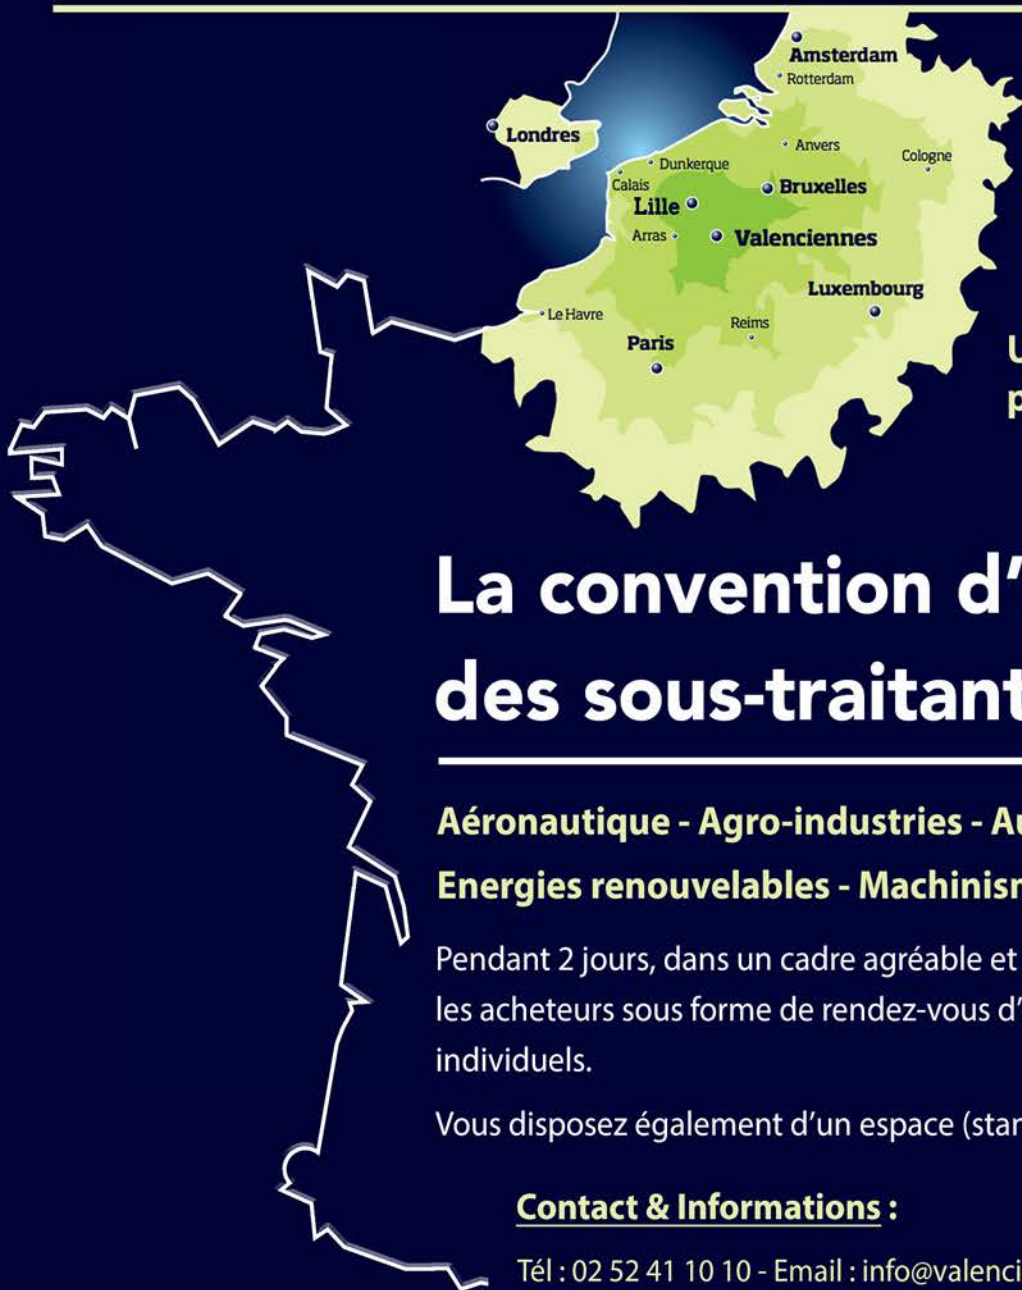 Amsterdam
Rotterdam
Londres
Anvers
Cologne
Dunkerque
Calais
Bruxelles
Lille
Arras
Valenciennes
Luxembourg
Le Havre
Reims
Paris
U
p
La convention d'
des sous-traitant
Aéronautique - Agro-industries - Au
Energies renouvelables - Machinism
Pendant 2 jours, dans un cadre agréable et
les acheteurs sous forme de rendez-vous d'
individuels.
Vous disposez également d'un espace (stan
Contact & Informations :
Tél : 02 52 41 10 10 - Email : info@valenci